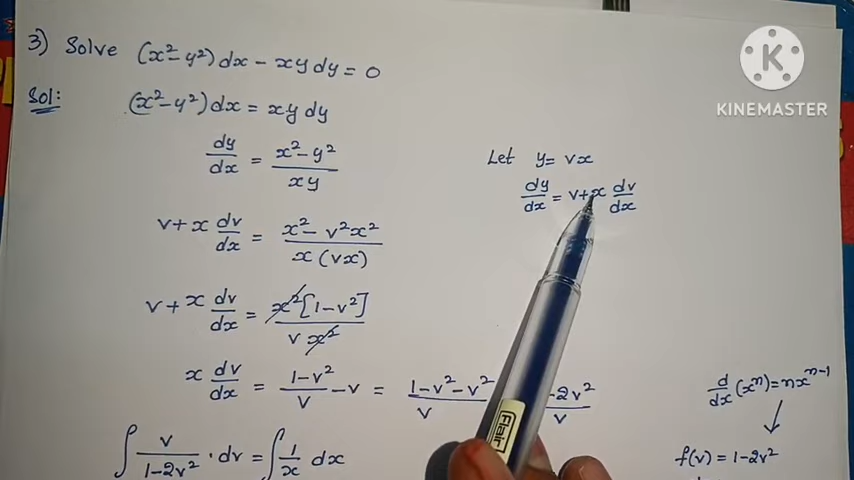 3) Solve (x²-y²)dx - xy dy = 0
Sol:
(x²-y²)dx = xy dy
dy/dx = x²-y² / xy
v+x dv/dx = x²-v²x² / x(vx)
v+x dv/dx = x²[1-v²] / vx²
x dv/dx = 1-v²/v - v = 1-v²-v² / v -2v² / v
∫ v/1-2v² · dv = ∫ 1/x dx
Let y = vx
dy/dx = v+x dv/dx
d/dx (xⁿ) = nxⁿ⁻¹
f(v) = 1-2v²
K
KINEMASTER
Flair